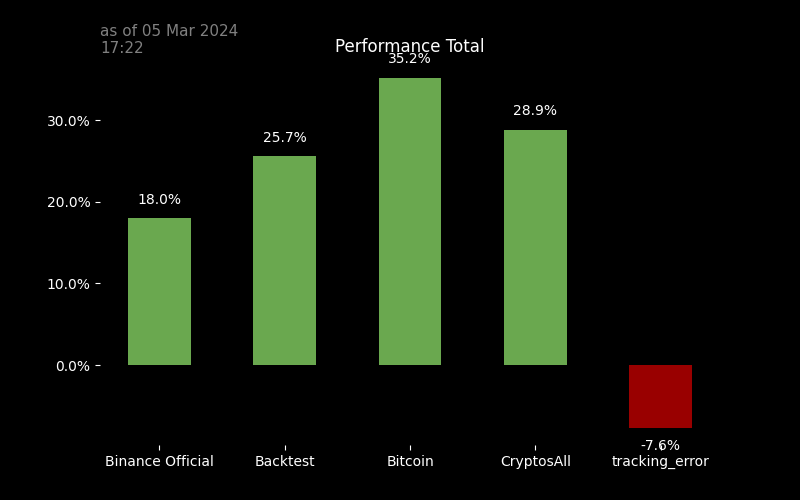 as of 05 Mar 2024
17:22
Performance Total
35.2%
28.9%
25.7%
18.0%
-7.6%
30.0%
20.0%
10.0%
0.0%
Binance Official
Backtest
Bitcoin
CryptosAll
tracking_error